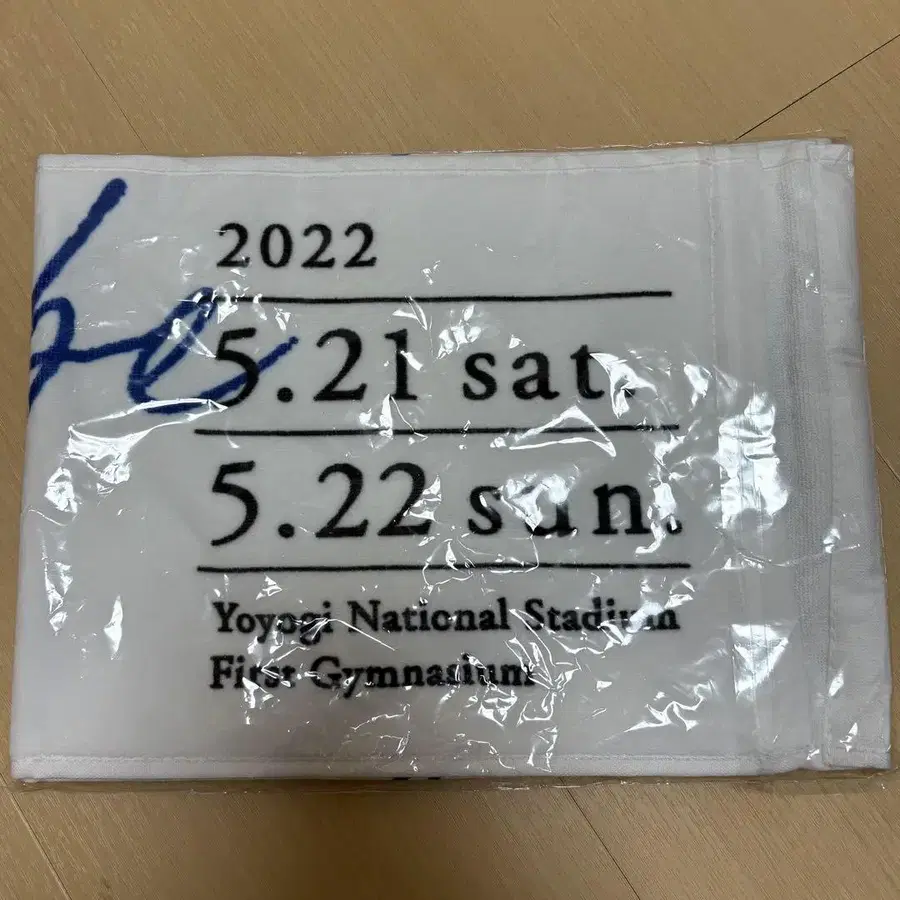 2022
5.21 sat.
5.22 sun.
Yoyogi National Stadium
First Gymnasium